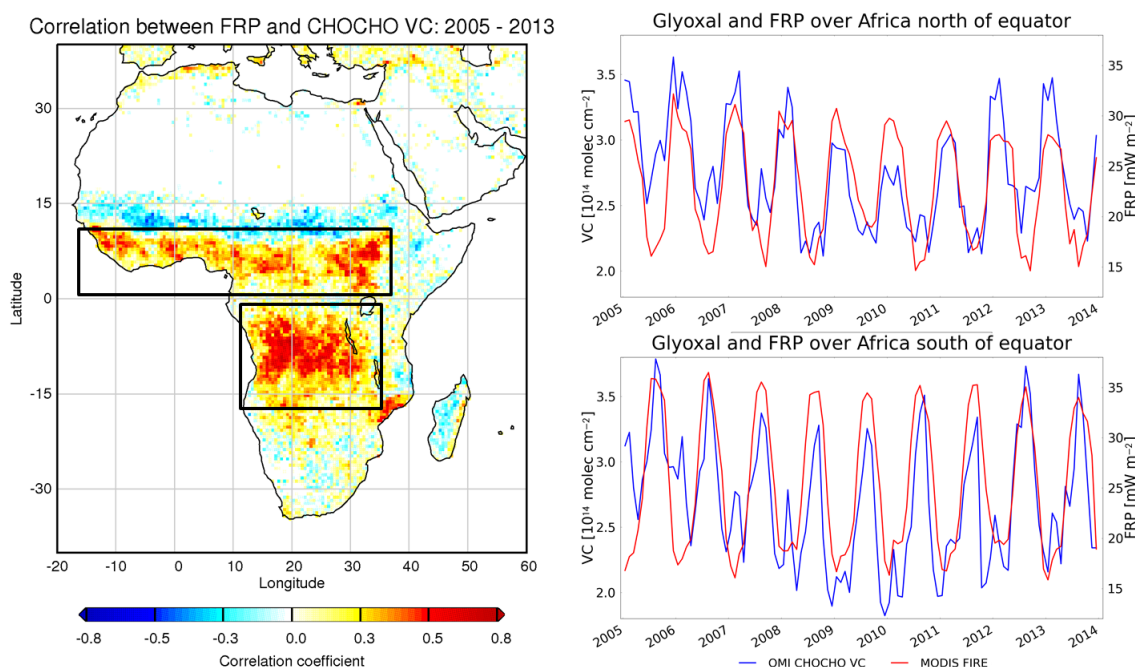 Correlation between FRP and CHOCHO VC: 2005 - 2013
Latitude
30
15
0
-15
-30
-20 -10 0 10 20 30 40 50 60
Longitude
-0.8 -0.5 -0.3 0.0 0.3 0.5 0.8
Correlation coefficient
Glyoxal and FRP over Africa north of equator
VC [10¹⁴ molec cm⁻²]
3.5
3.0
2.5
2.0
35
30
25
20
15
FRP [mW m⁻²]
2005 2006 2007 2008 2009 2010 2011 2012 2013 2014
Glyoxal and FRP over Africa south of equator
VC [10¹⁴ molec cm⁻²]
3.5
3.0
2.5
2.0
35
30
25
20
15
FRP [mW m⁻²]
2005 2006 2007 2008 2009 2010 2011 2012 2013 2014
OMI CHOCHO VC MODIS FIRE